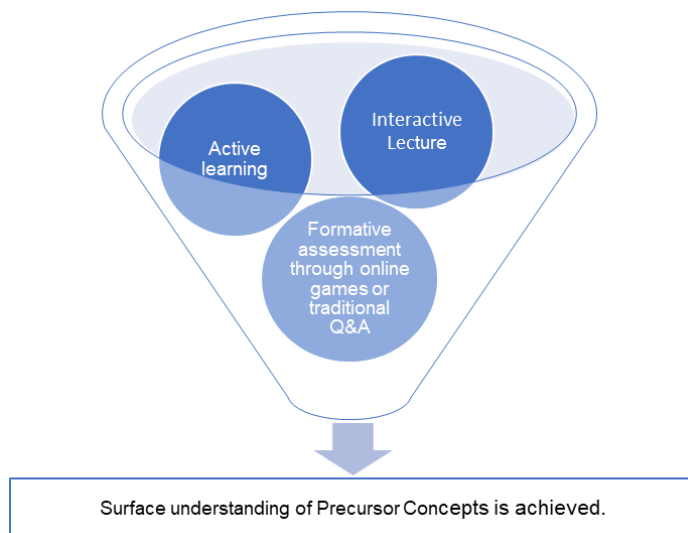 Active
learning
Interactive
Lecture
Formative
assessment
through online
games or
traditional
Q&A
Surface understanding of Precursor Concepts is achieved.